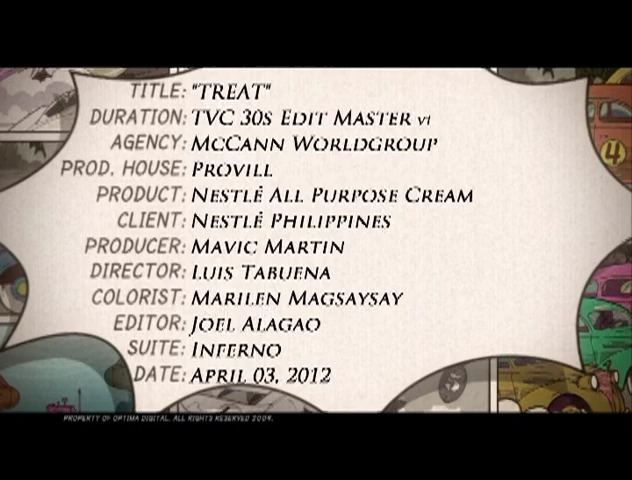 TITLE: "TREAT"
DURATION: TVC 30S EDIT MASTER V1
AGENCY: MCCANN WORLDGROUP
PROD. HOUSE: PROVILL
PRODUCT: NESTLÉ ALL PURPOSE CREAM
CLIENT: NESTLÉ PHILIPPINES
PRODUCER: MAVIC MARTIN
DIRECTOR: LUIS TABUENA
COLORIST: MARILEN MAGSAYSAY
EDITOR: JOEL ALAGAO
SUITE: INFERNO
DATE: APRIL 03, 2012
4
PROPERTY OF OPTIMA DIGITAL. ALL RIGHTS RESERVED 2009.